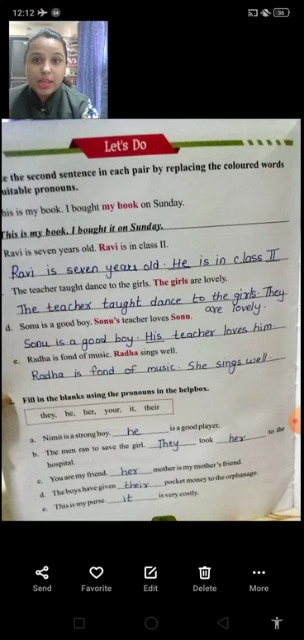 12:12
36
Let's Do
e the second sentence in each pair by replacing the coloured words
uitable pronouns.
his is my book. I bought my book on Sunday.
This is my book. I bought it on Sunday.
Ravi is seven years old. Ravi is in class II.
Ravi is seven years old. He is in class II
The teacher taught dance to the girls. The girls are lovely.
The teacher taught dance to the girls. They
are lovely.
d. Sonu is a good boy. Sonu's teacher loves Sonu.
Sonu is a good boy. His teacher loves him
e. Radha is fond of music. Radha sings well.
Radha is fond of music. She sings well.
Fill in the blanks using the pronouns in the helpbox.
they, he, her, your, it, their
a. Nimit is a strong boy. he is a good player.
b. The men ran to save the girl. They took her to the
hospital.
c. You are my friend. her mother is my mother's friend.
d. The boys have given their pocket money to the orphanage.
e. This is my purse. it is very costly.
Send
Favorite
Edit
Delete
More